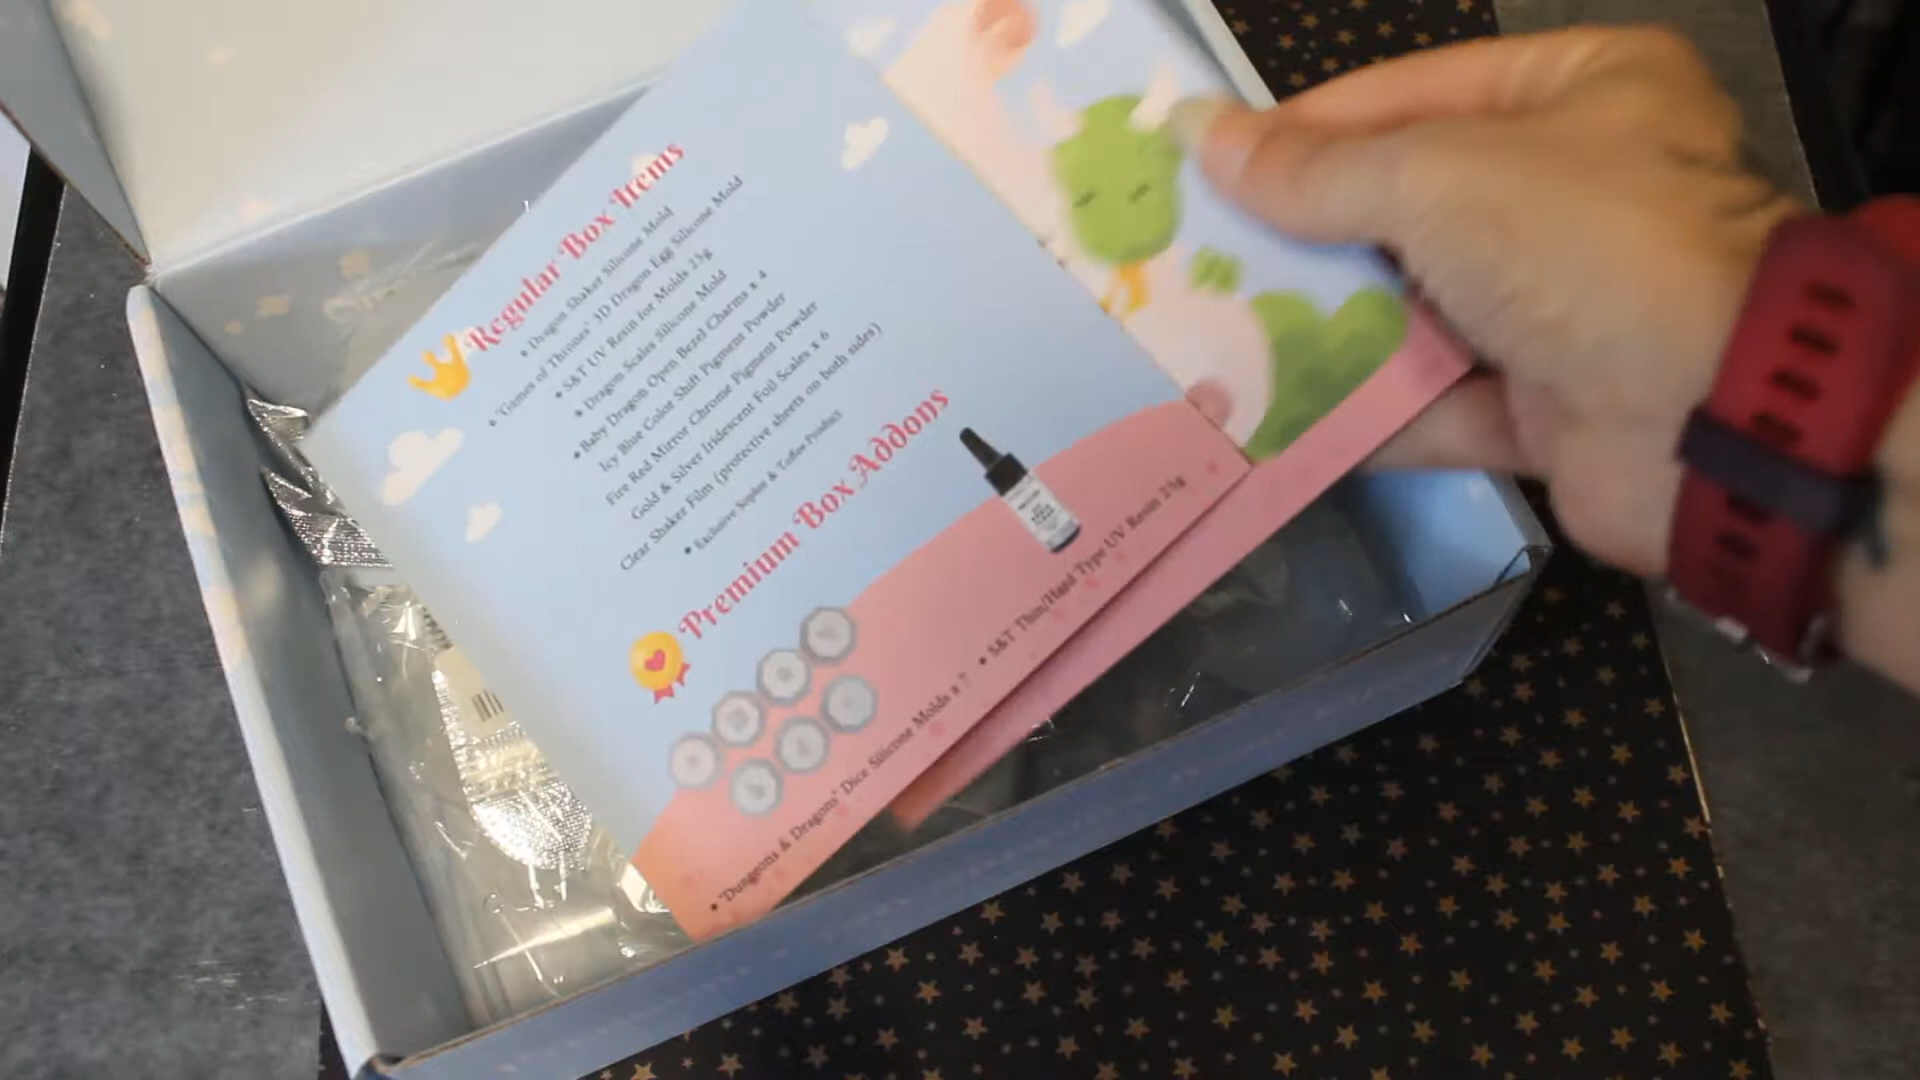 Regular Box Items
• Dragon Shaker Silicone Mold
• "Games of Thrones" 3D Dragon Egg Silicone Mold
• S&T UV Resin for Molds 25g
• Dragon Scales Silicone Mold
• Baby Dragon Open Bezel Charms x 4
Icy Blue Color Shift Pigment Powder
Fire Red Mirror Chrome Pigment Powder
Gold & Silver Iridescent Foil Scales x 6
Clear Shaker Film (protective sheets on both sides)
• Exclusive Sophie & Toffee Product
Premium Box Addons
• "Dungeons & Dragons" Dice Silicone Molds x 7 • S&T Thin/Hard Type UV Resin 25g